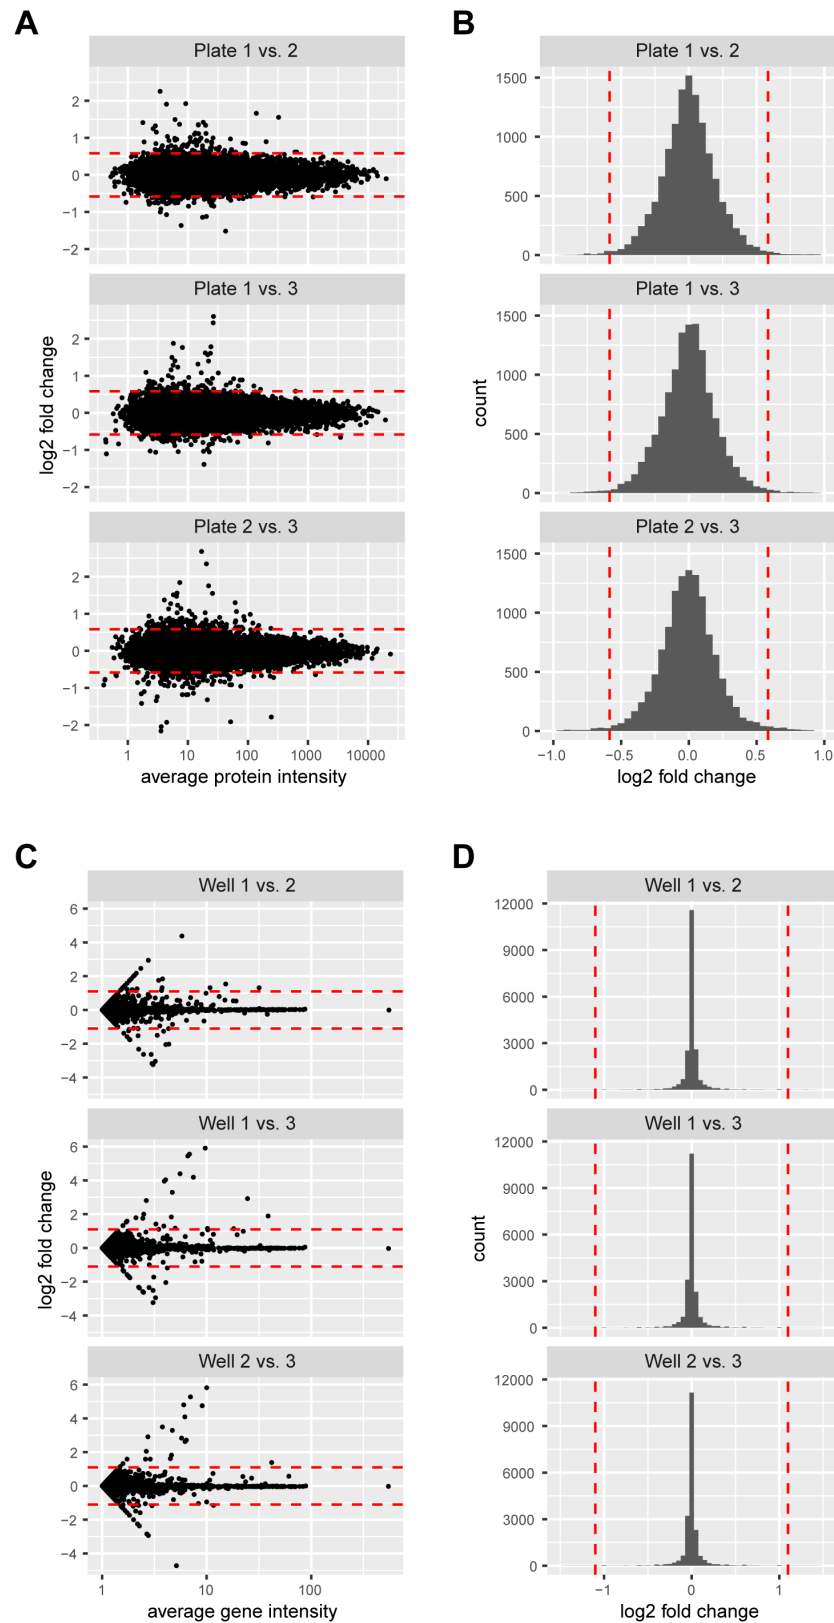 A
Plate 1 vs. 2
2
1
0
−1
−2
Plate 1 vs. 3
2
1
0
−1
−2
Plate 2 vs. 3
2
1
0
−1
−2
1 10 100 1000 10000
log2 fold change
average protein intensity
B
Plate 1 vs. 2
1500
1000
500
0
Plate 1 vs. 3
1500
1000
500
0
Plate 2 vs. 3
1500
1000
500
0
−1.0 −0.5 0.0 0.5 1.0
count
log2 fold change
C
Well 1 vs. 2
6
4
2
0
−2
−4
Well 1 vs. 3
6
4
2
0
−2
−4
Well 2 vs. 3
6
4
2
0
−2
−4
1 10 100
log2 fold change
average gene intensity
D
Well 1 vs. 2
12000
9000
6000
3000
0
Well 1 vs. 3
12000
9000
6000
3000
0
Well 2 vs. 3
12000
9000
6000
3000
0
−1 0 1
count
log2 fold change